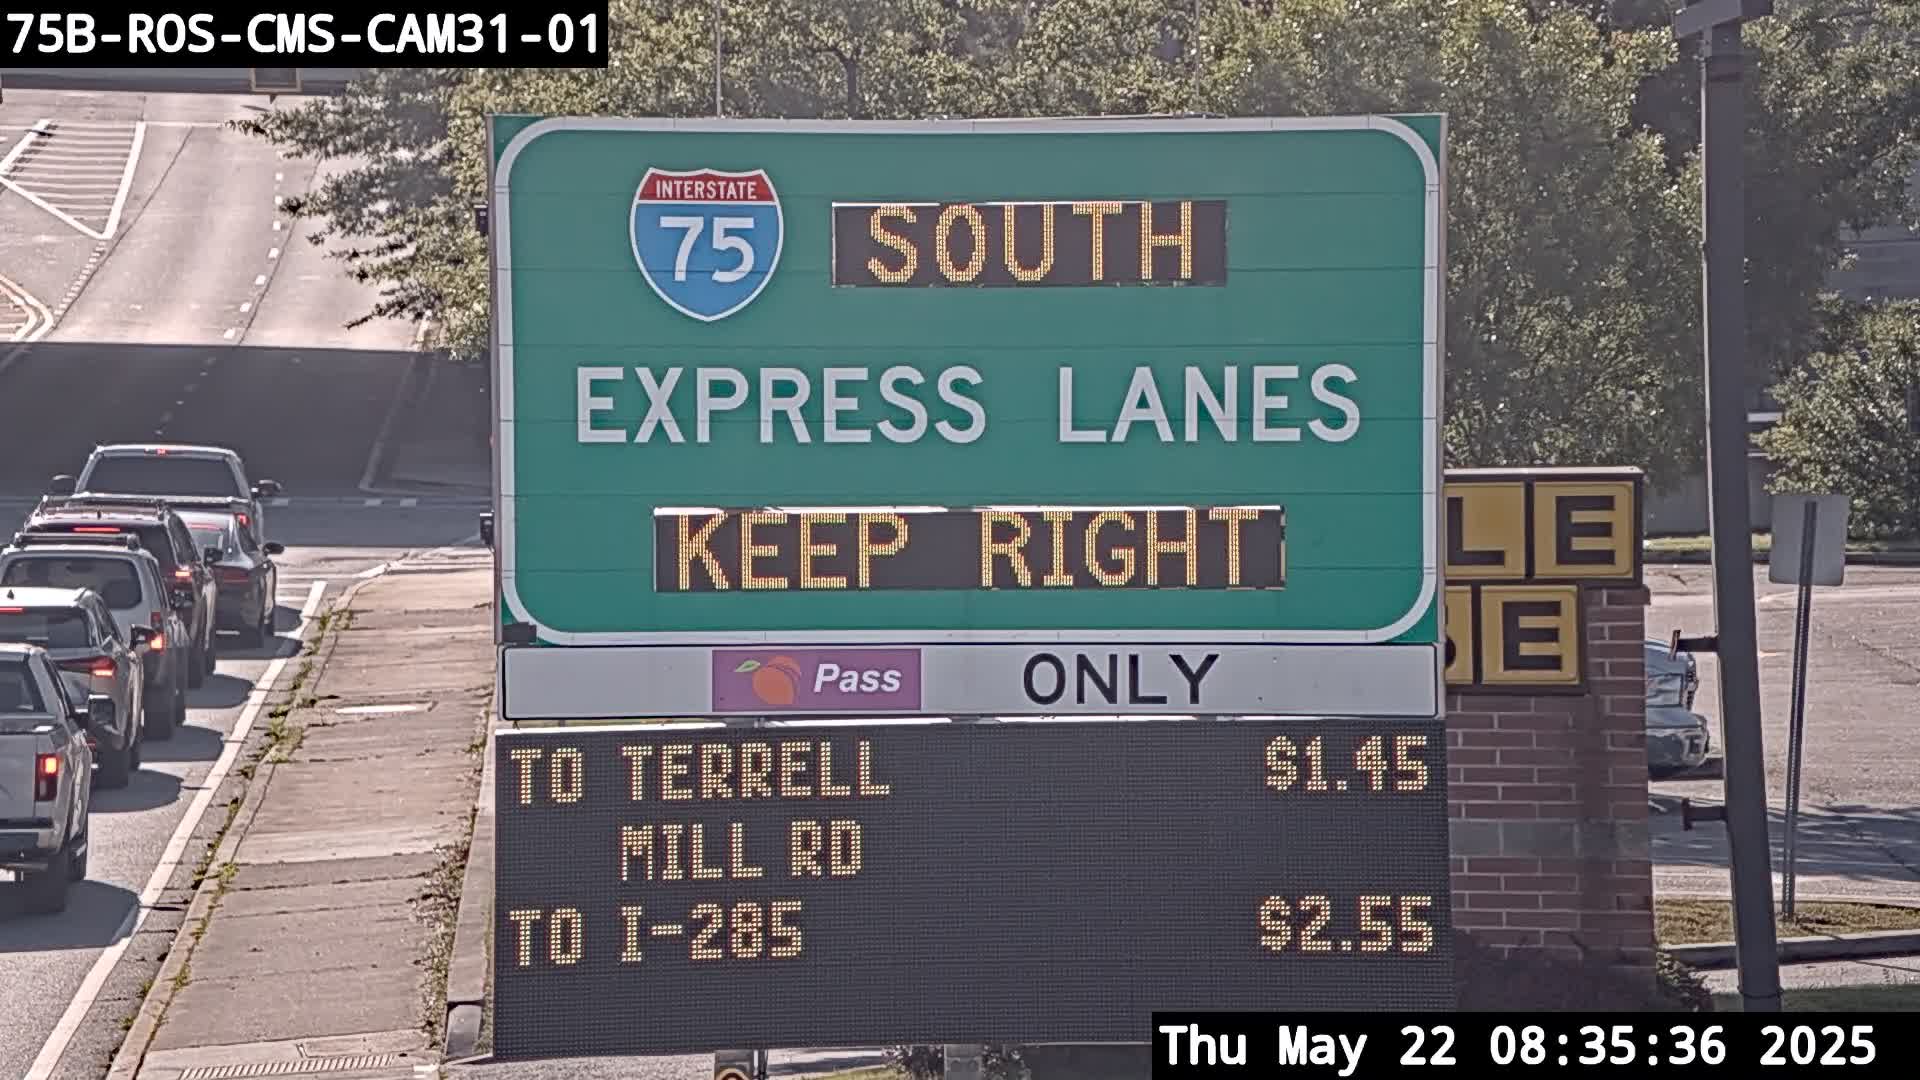 75B-ROS-CMS-CAM31-01
INTERSTATE
75
SOUTH
EXPRESS LANES
KEEP RIGHT
Pass ONLY
TO TERRELL $1.45
MILL RD
TO I-285 $2.55
LE
E
Thu May 22 08:35:36 2025